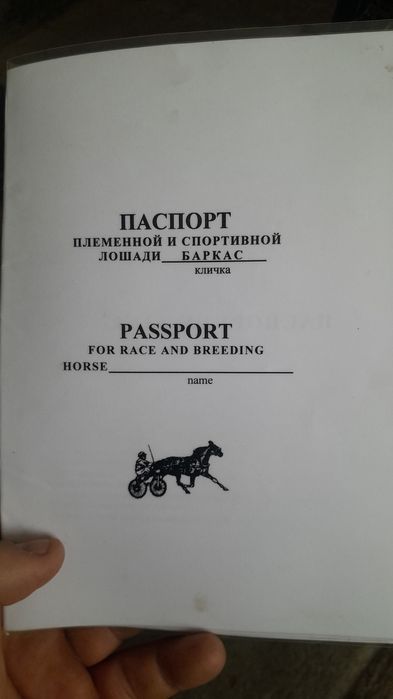 ПАСПОРТ
ПЛЕМЕННОЙ И СПОРТИВНОЙ
ЛОШАДИ БАРКАС
кличка
PASSPORT
FOR RACE AND BREEDING
HORSE
name